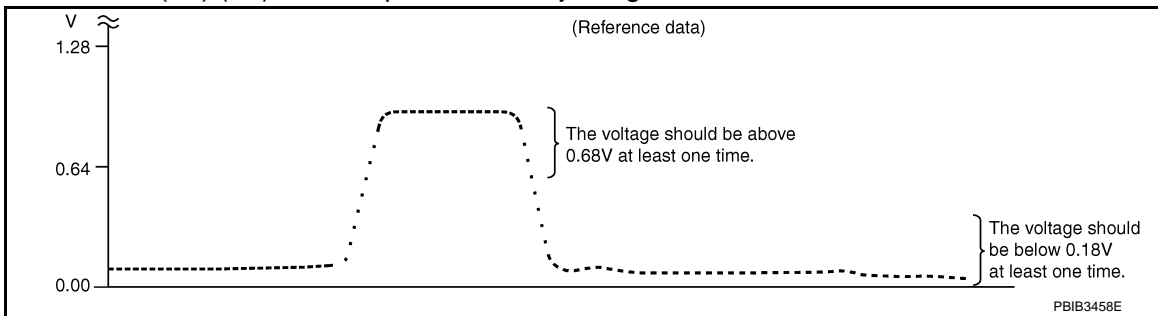 V
(Reference data)
1.28
The voltage should be above
0.68V at least one time.
0.64
The voltage should
be below 0.18V
at least one time.
0.00
PBIB3458E